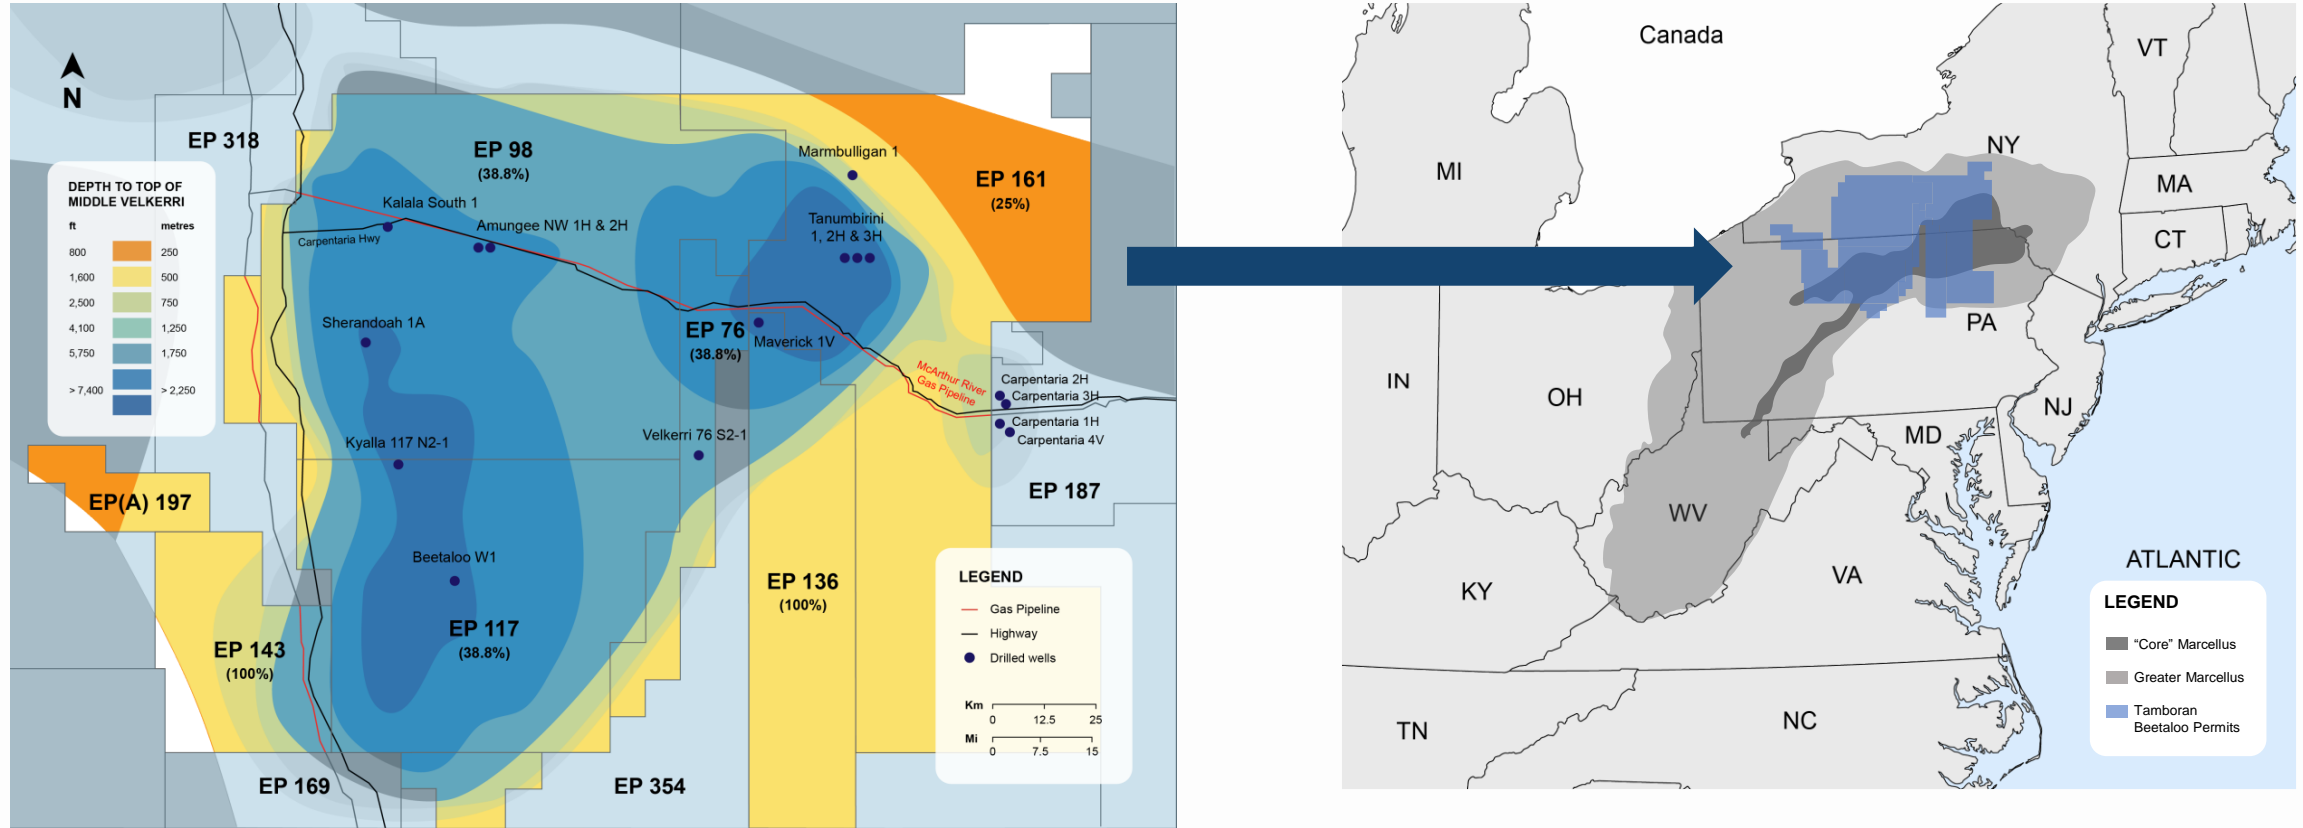 N
EP 318
DEPTH TO TOP OF
MIDDLE VELKERRI
ft metres
800 250
1,600 500
2,500 750
4,100 1,250
5,750 1,750
> 7,400 > 2,250
EP 98
(38.8%)
Marmbulligan 1
EP 161
(25%)
Kalala South 1
Amungee NW 1H & 2H
Carpentaria Hwy
Tanumbirini
1, 2H & 3H
Sherandoah 1A
EP 76
(38.8%)
Maverick 1V
McArthur River
Gas Pipeline
Carpentaria 2H
Carpentaria 3H
Carpentaria 1H
Carpentaria 4V
Kyalla 117 N2-1
Velkerri 76 S2-1
EP 187
EP(A) 197
Beetaloo W1
EP 117
(38.8%)
EP 136
(100%)
EP 143
(100%)
EP 169
EP 354
LEGEND
Gas Pipeline
Highway
Drilled wells
Km
0 12.5 25
Mi
0 7.5 15
Canada
VT
NY
MI
MA
CT
PA
IN
OH
NJ
MD
WV
ATLANTIC
KY
VA
TN
NC
LEGEND
“Core” Marcellus
Greater Marcellus
Tamboran
Beetaloo Permits